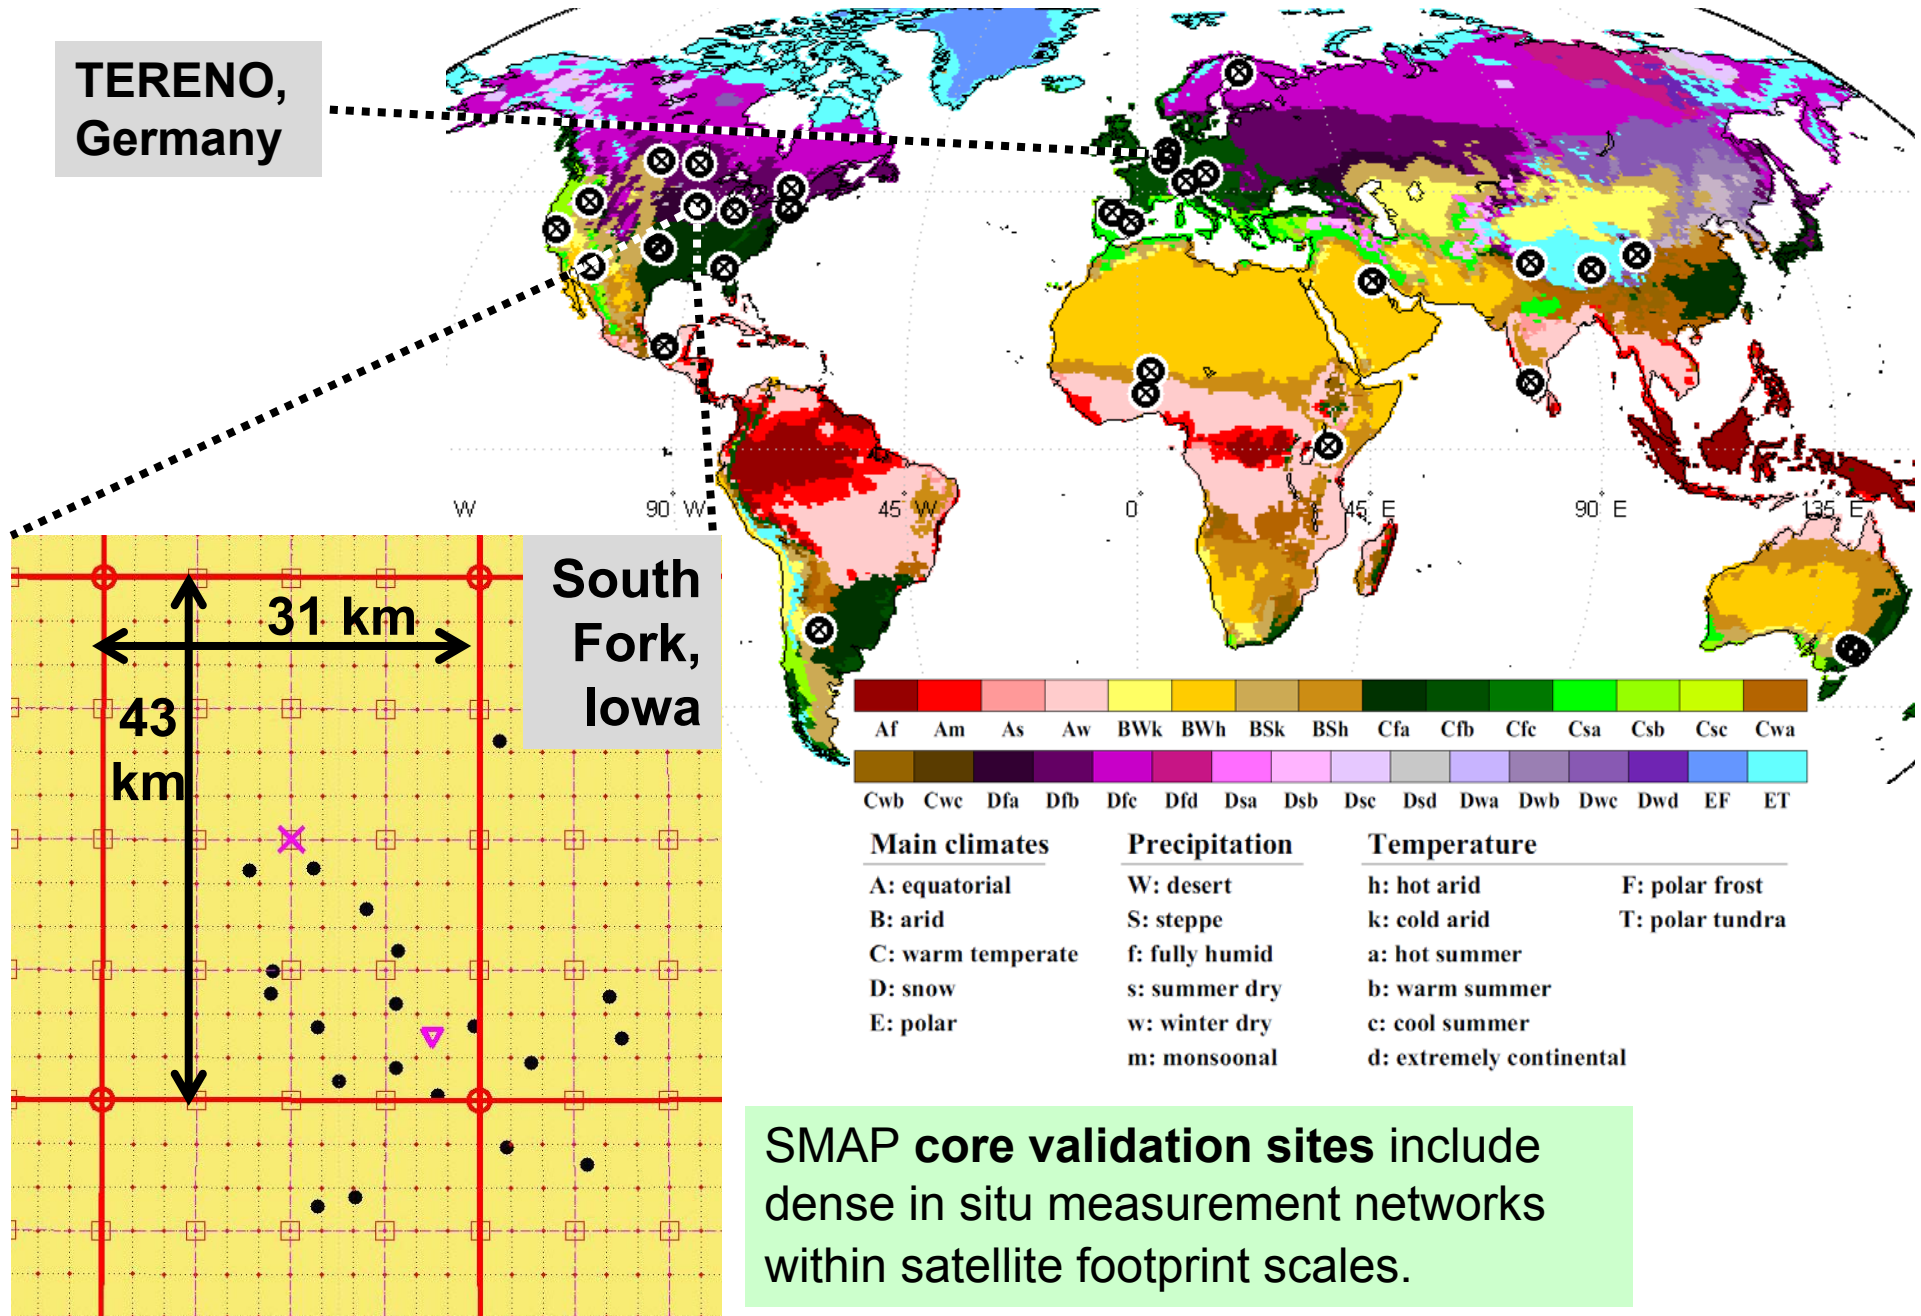 TERENO,
Germany
W 90° W 45° W 0° 45° E 90° E 135° E
South
Fork,
Iowa
31 km
43
km
Af Am As Aw BWk BWh BSk BSh Cfa Cfb Cfc Csa Csb Csc Cwa
Cwb Cwc Dfa Dfb Dfc Dfd Dsa Dsb Dsc Dsd Dwa Dwb Dwc Dwd EF ET
Main climates
A: equatorial
B: arid
C: warm temperate
D: snow
E: polar
Precipitation
W: desert
S: steppe
f: fully humid
s: summer dry
w: winter dry
m: monsoonal
Temperature
h: hot arid
k: cold arid
a: hot summer
b: warm summer
c: cool summer
d: extremely continental
F: polar frost
T: polar tundra
SMAP core validation sites include
dense in situ measurement networks
within satellite footprint scales.